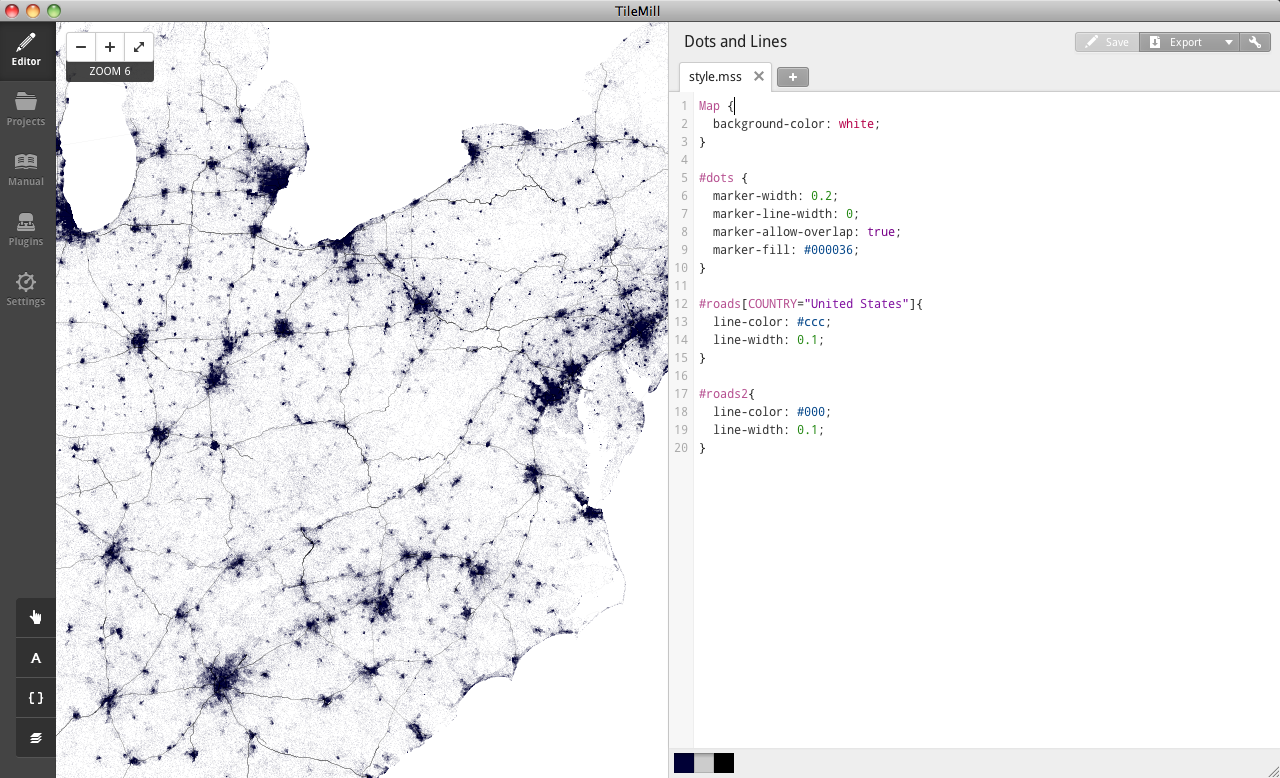 TileMill
Editor
Projects
Manual
Plugins
Settings
A
{ }
− +
ZOOM 6
Dots and Lines
Save Export
style.mss
+
1 Map {
2   background-color: white;
3 }
4
5 #dots {
6   marker-width: 0.2;
7   marker-line-width: 0;
8   marker-allow-overlap: true;
9   marker-fill: #000036;
10 }
11
12 #roads[COUNTRY="United States"]{
13   line-color: #ccc;
14   line-width: 0.1;
15 }
16
17 #roads2{
18   line-color: #000;
19   line-width: 0.1;
20 }